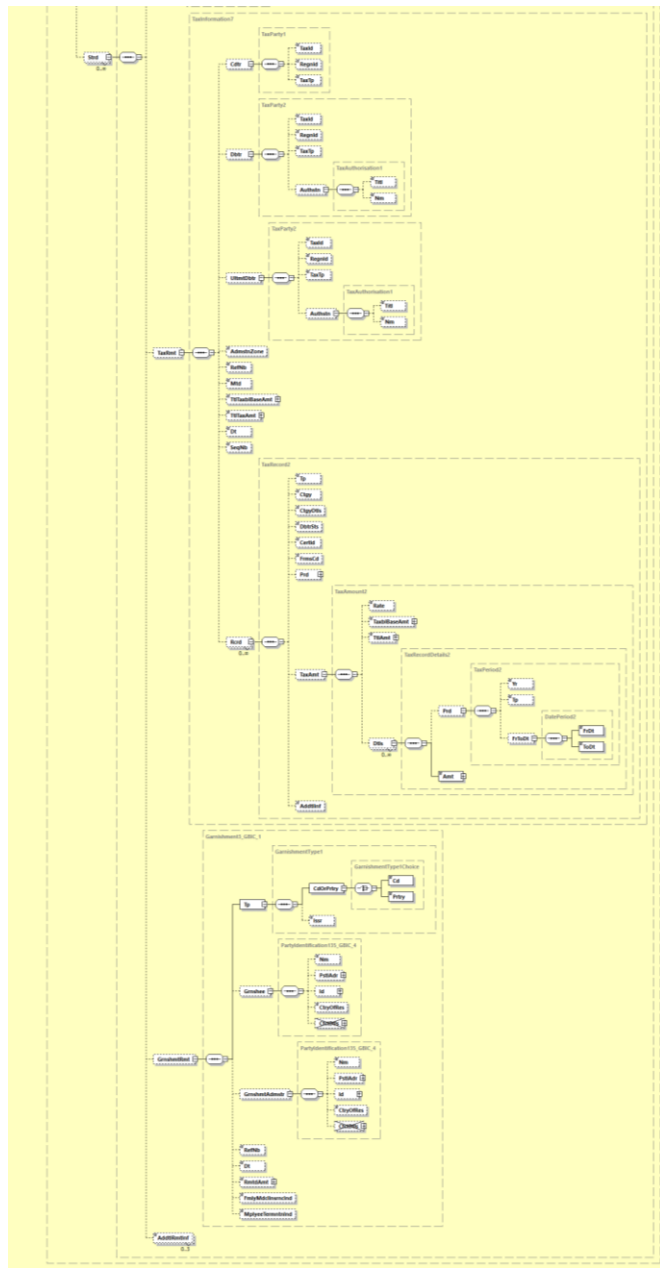 TaxInformation7
TaxParty1
TaxId
Strd
Cdtr
RegnId
0..∞
TaxTp
TaxParty2
TaxId
RegnId
Dbtr
TaxTp
TaxAuthorisation1
Titl
Authstn
Nm
TaxParty2
TaxId
RegnId
UltmtDbtr
TaxTp
TaxAuthorisation1
Titl
Authstn
Nm
TaxRmt
AdmstnZone
RefNb
Mtd
TtlTaxblBaseAmt
TtlTaxAmt
Dt
SeqNb
TaxRecord2
Tp
Ctgy
CtgyDtls
DbtrSts
CertId
FrmsCd
Prd
TaxAmount2
Rate
TaxblBaseAmt
TtlAmt
Rcrd
0..∞
TaxRecordDetails2
TaxPeriod2
TaxAmt
Yr
Tp
Prd
DatePeriod2
FrDt
FrToDt
ToDt
Dtls
0..∞
Amt
AddtlInf
Garnishment3_GBIC_1
GarnishmentType1
GarnishmentType1Choice
Cd
CdOrPrtry
Prtry
Tp
Issr
PartyIdentification135_GBIC_4
Nm
PstlAdr
Grnshee
Id
CtryOfRes
CtctDtls
PartyIdentification135_GBIC_4
GrnshmtRmt
Nm
PstlAdr
GrnshmtAdmstr
Id
CtryOfRes
CtctDtls
RefNb
Dt
RmtdAmt
FmlyMdclInsrncInd
MplyeeTermntnInd
AddtlRmtInf
0..3